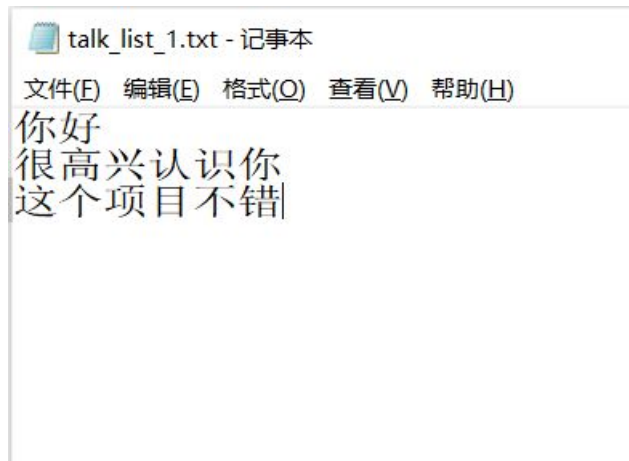 talk_list_1.txt - 记事本
文件(F) 编辑(E) 格式(O) 查看(V) 帮助(H)
你好
很高兴认识你
这个项目不错